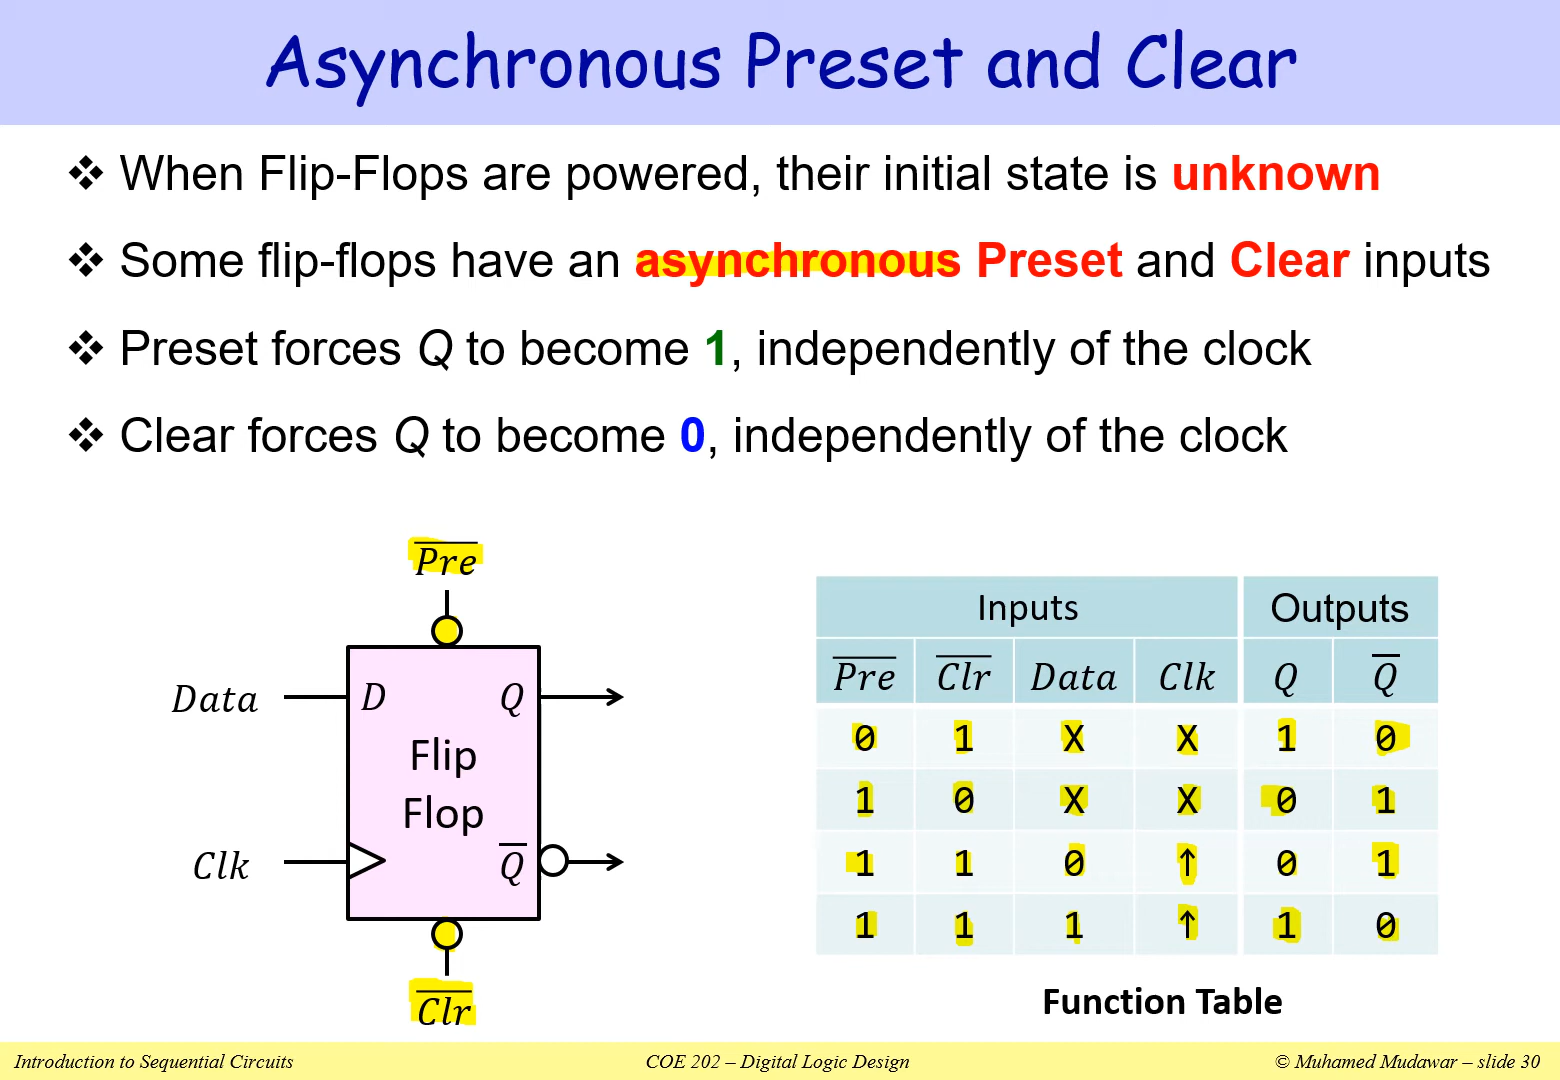 Asynchronous Preset and Clear
❖ When Flip-Flops are powered, their initial state is unknown
❖ Some flip-flops have an asynchronous Preset and Clear inputs
❖ Preset forces Q to become 1, independently of the clock
❖ Clear forces Q to become 0, independently of the clock
P̅r̅e̅
Data D Q
Flip
Flop
Clk Q̅
C̅l̅r̅
Inputs Outputs
P̅r̅e̅ C̅l̅r̅ Data Clk Q Q̅
0 1 X X 1 0
1 0 X X 0 1
1 1 0 ↑ 0 1
1 1 1 ↑ 1 0
Function Table
Introduction to Sequential Circuits COE 202 – Digital Logic Design © Muhamed Mudawar – slide 30